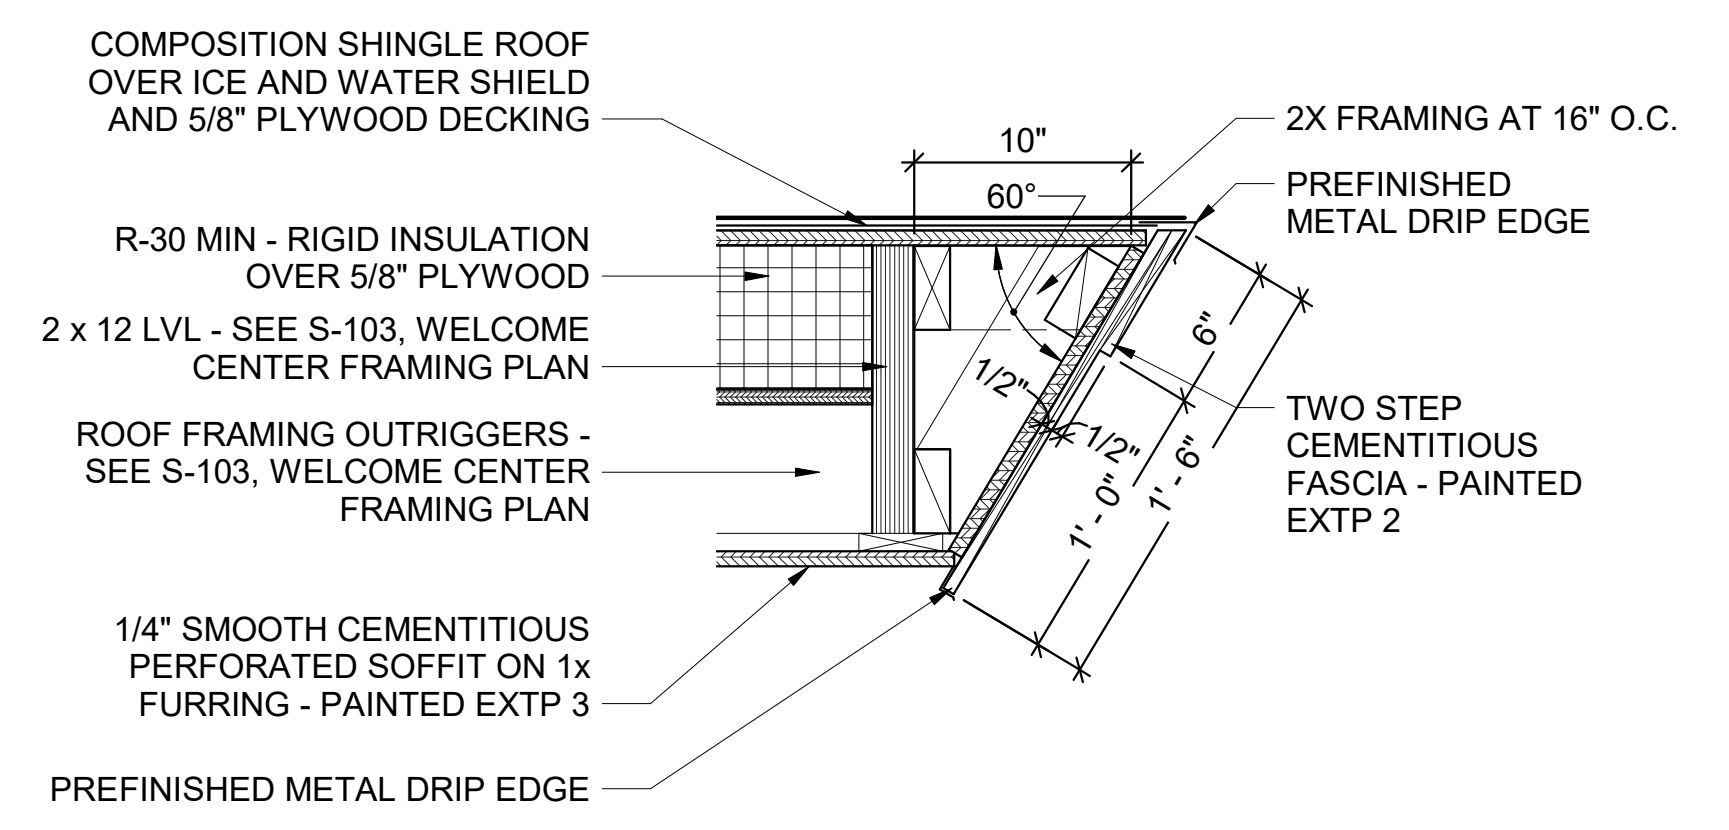 COMPOSITION SHINGLE ROOF
OVER ICE AND WATER SHIELD
AND 5/8" PLYWOOD DECKING
R-30 MIN - RIGID INSULATION
OVER 5/8" PLYWOOD
2 x 12 LVL - SEE S-103, WELCOME
CENTER FRAMING PLAN
ROOF FRAMING OUTRIGGERS -
SEE S-103, WELCOME CENTER
FRAMING PLAN
1/4" SMOOTH CEMENTITIOUS
PERFORATED SOFFIT ON 1x
FURRING - PAINTED EXTP 3
PREFINISHED METAL DRIP EDGE
10"
60°
1/2"
1/2"
6"
1' - 0"
1' - 6"
2X FRAMING AT 16" O.C.
PREFINISHED
METAL DRIP EDGE
TWO STEP
CEMENTITIOUS
FASCIA - PAINTED
EXTP 2